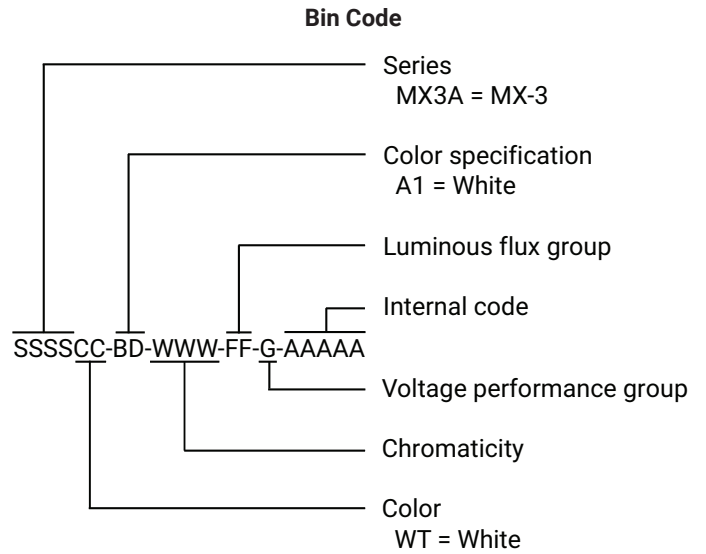 Bin Code
Series
MX3A = MX-3
Color specification
A1 = White
Luminous flux group
Internal code
SSSSCC-BD-WWW-FF-G-AAAAA
Voltage performance group
Chromaticity
Color
WT = White